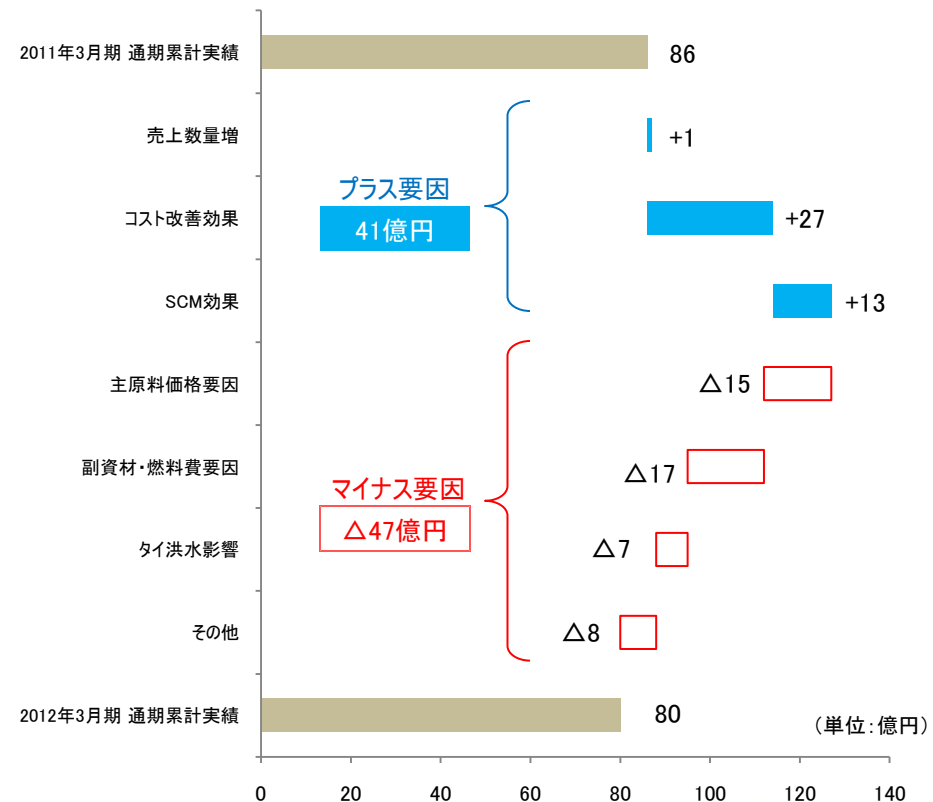 2011年3月期 通期累計実績
86
売上数量増
+1
プラス要因
41億円
コスト改善効果
+27
SCM効果
+13
主原料価格要因
△15
副資材・燃料費要因
△17
マイナス要因
△47億円
タイ洪水影響
△7
その他
△8
2012年3月期 通期累計実績
80
（単位：億円）
0 20 40 60 80 100 120 140